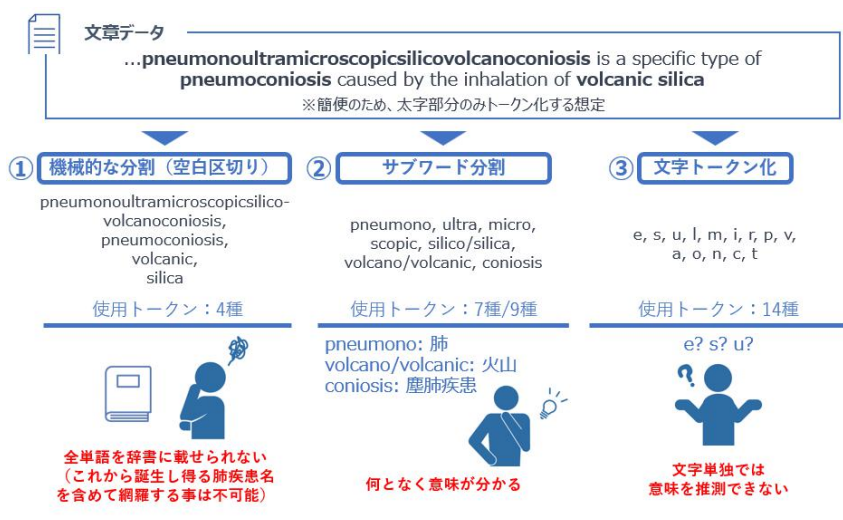 文章データ
...pneumonoultramicroscopicsilicovolcanoconiosis is a specific type of
pneumoconiosis caused by the inhalation of volcanic silica
※簡便のため、太字部分のみトークン化する想定
① 機械的な分割（空白区切り）
pneumonoultramicroscopicsilico-
volcanoconiosis,
pneumoconiosis,
volcanic,
silica
使用トークン：4種
全単語を辞書に載せられない
（これから誕生し得る肺疾患名
を含めて網羅する事は不可能）
② サブワード分割
pneumono, ultra, micro,
scopic, silico/silica,
volcano/volcanic, coniosis
使用トークン：7種/9種
pneumono: 肺
volcano/volcanic: 火山
coniosis: 塵肺疾患
何となく意味が分かる
③ 文字トークン化
e, s, u, l, m, i, r, p, v,
a, o, n, c, t
使用トークン：14種
e? s? u?
?
文字単独では
意味を推測できない